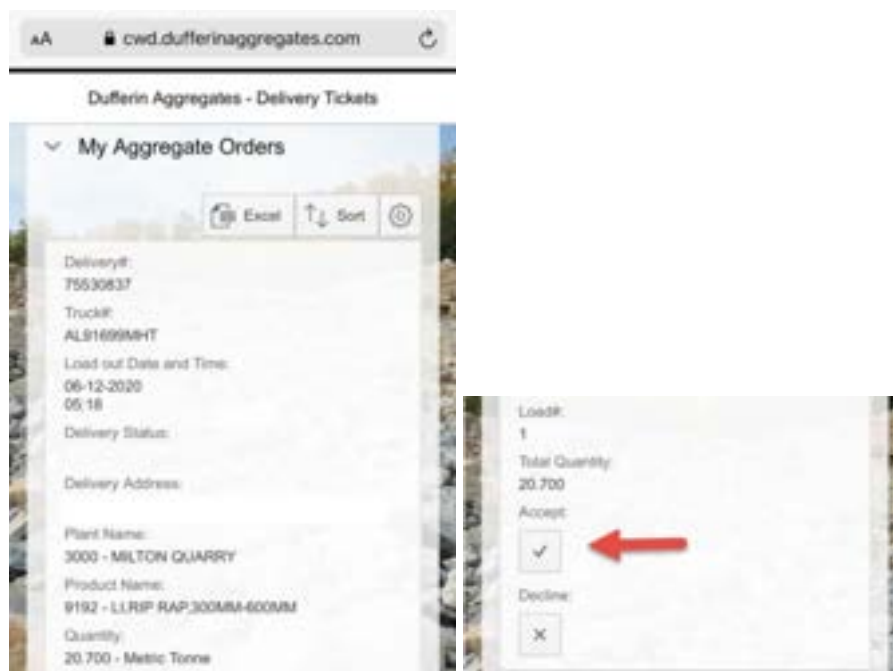 AA cwd.dufferinaggregates.com
Dufferin Aggregates - Delivery Tickets
My Aggregate Orders
Excel Sort
Delivery#:
75530837
Truck#:
AL91699MHT
Load out Date and Time:
06-12-2020
05:18
Delivery Status:
Delivery Address:
Plant Name:
3000 - MILTON QUARRY
Product Name:
9192 - LI,RIP RAP,300MM-600MM
Quantity:
20.700 - Metric Tonne
Load#:
1
Total Quantity:
20.700
Accept:
Decline: